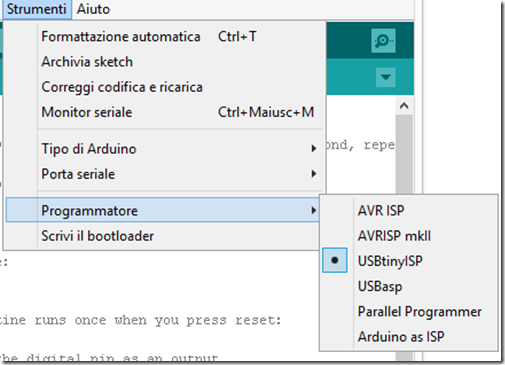 Strumenti Aiuto
Formattazione automatica Ctrl+T
Archivia sketch
Correggi codifica e ricarica
Monitor seriale Ctrl+Maiusc+M
Tipo di Arduino
Porta seriale
Programmatore
Scrivi il bootloader
AVR ISP
AVRISP mkII
USBtinyISP
USBasp
Parallel Programmer
Arduino as ISP
ond, repe
e:
tine runs once when you press reset:
the digital pin as an output